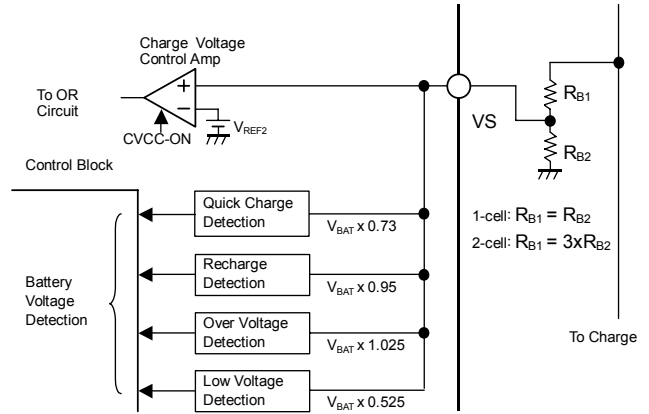 Charge Voltage
Control Amp
To OR
Circuit
+
−
CVCC-ON
VREF2
VS
RB1
RB2
Control Block
Quick Charge
Detection
VBAT x 0.73
1-cell: RB1 = RB2
2-cell: RB1 = 3xRB2
Recharge
Detection
VBAT x 0.95
Battery
Voltage
Detection
Over Voltage
Detection
VBAT x 1.025
To Charge
Low Voltage
Detection
VBAT x 0.525